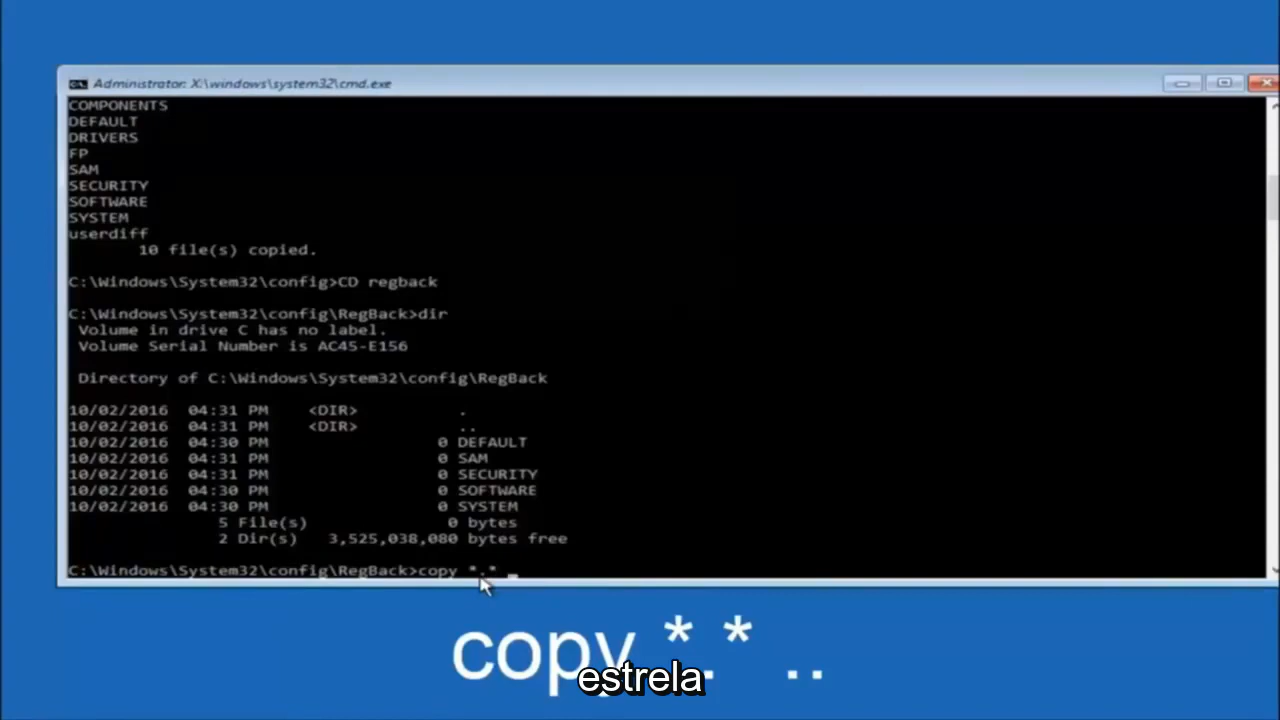 Administrator: X:\windows\system32\cmd.exe
COMPONENTS
DEFAULT
DRIVERS
FP
SAM
SECURITY
SOFTWARE
SYSTEM
userdiff
10 file(s) copied.
C:\Windows\System32\config>CD regback
C:\Windows\System32\config\RegBack>dir
Volume in drive C has no label.
Volume Serial Number is AC45-E156
Directory of C:\Windows\System32\config\RegBack
10/02/2016 04:31 PM <DIR> .
10/02/2016 04:31 PM <DIR> ..
10/02/2016 04:30 PM 0 DEFAULT
10/02/2016 04:31 PM 0 SAM
10/02/2016 04:31 PM 0 SECURITY
10/02/2016 04:30 PM 0 SOFTWARE
10/02/2016 04:30 PM 0 SYSTEM
5 File(s) 0 bytes
2 Dir(s) 3,525,038,080 bytes free
C:\Windows\System32\config\RegBack>copy *.* _
copy *.* ..
estrela